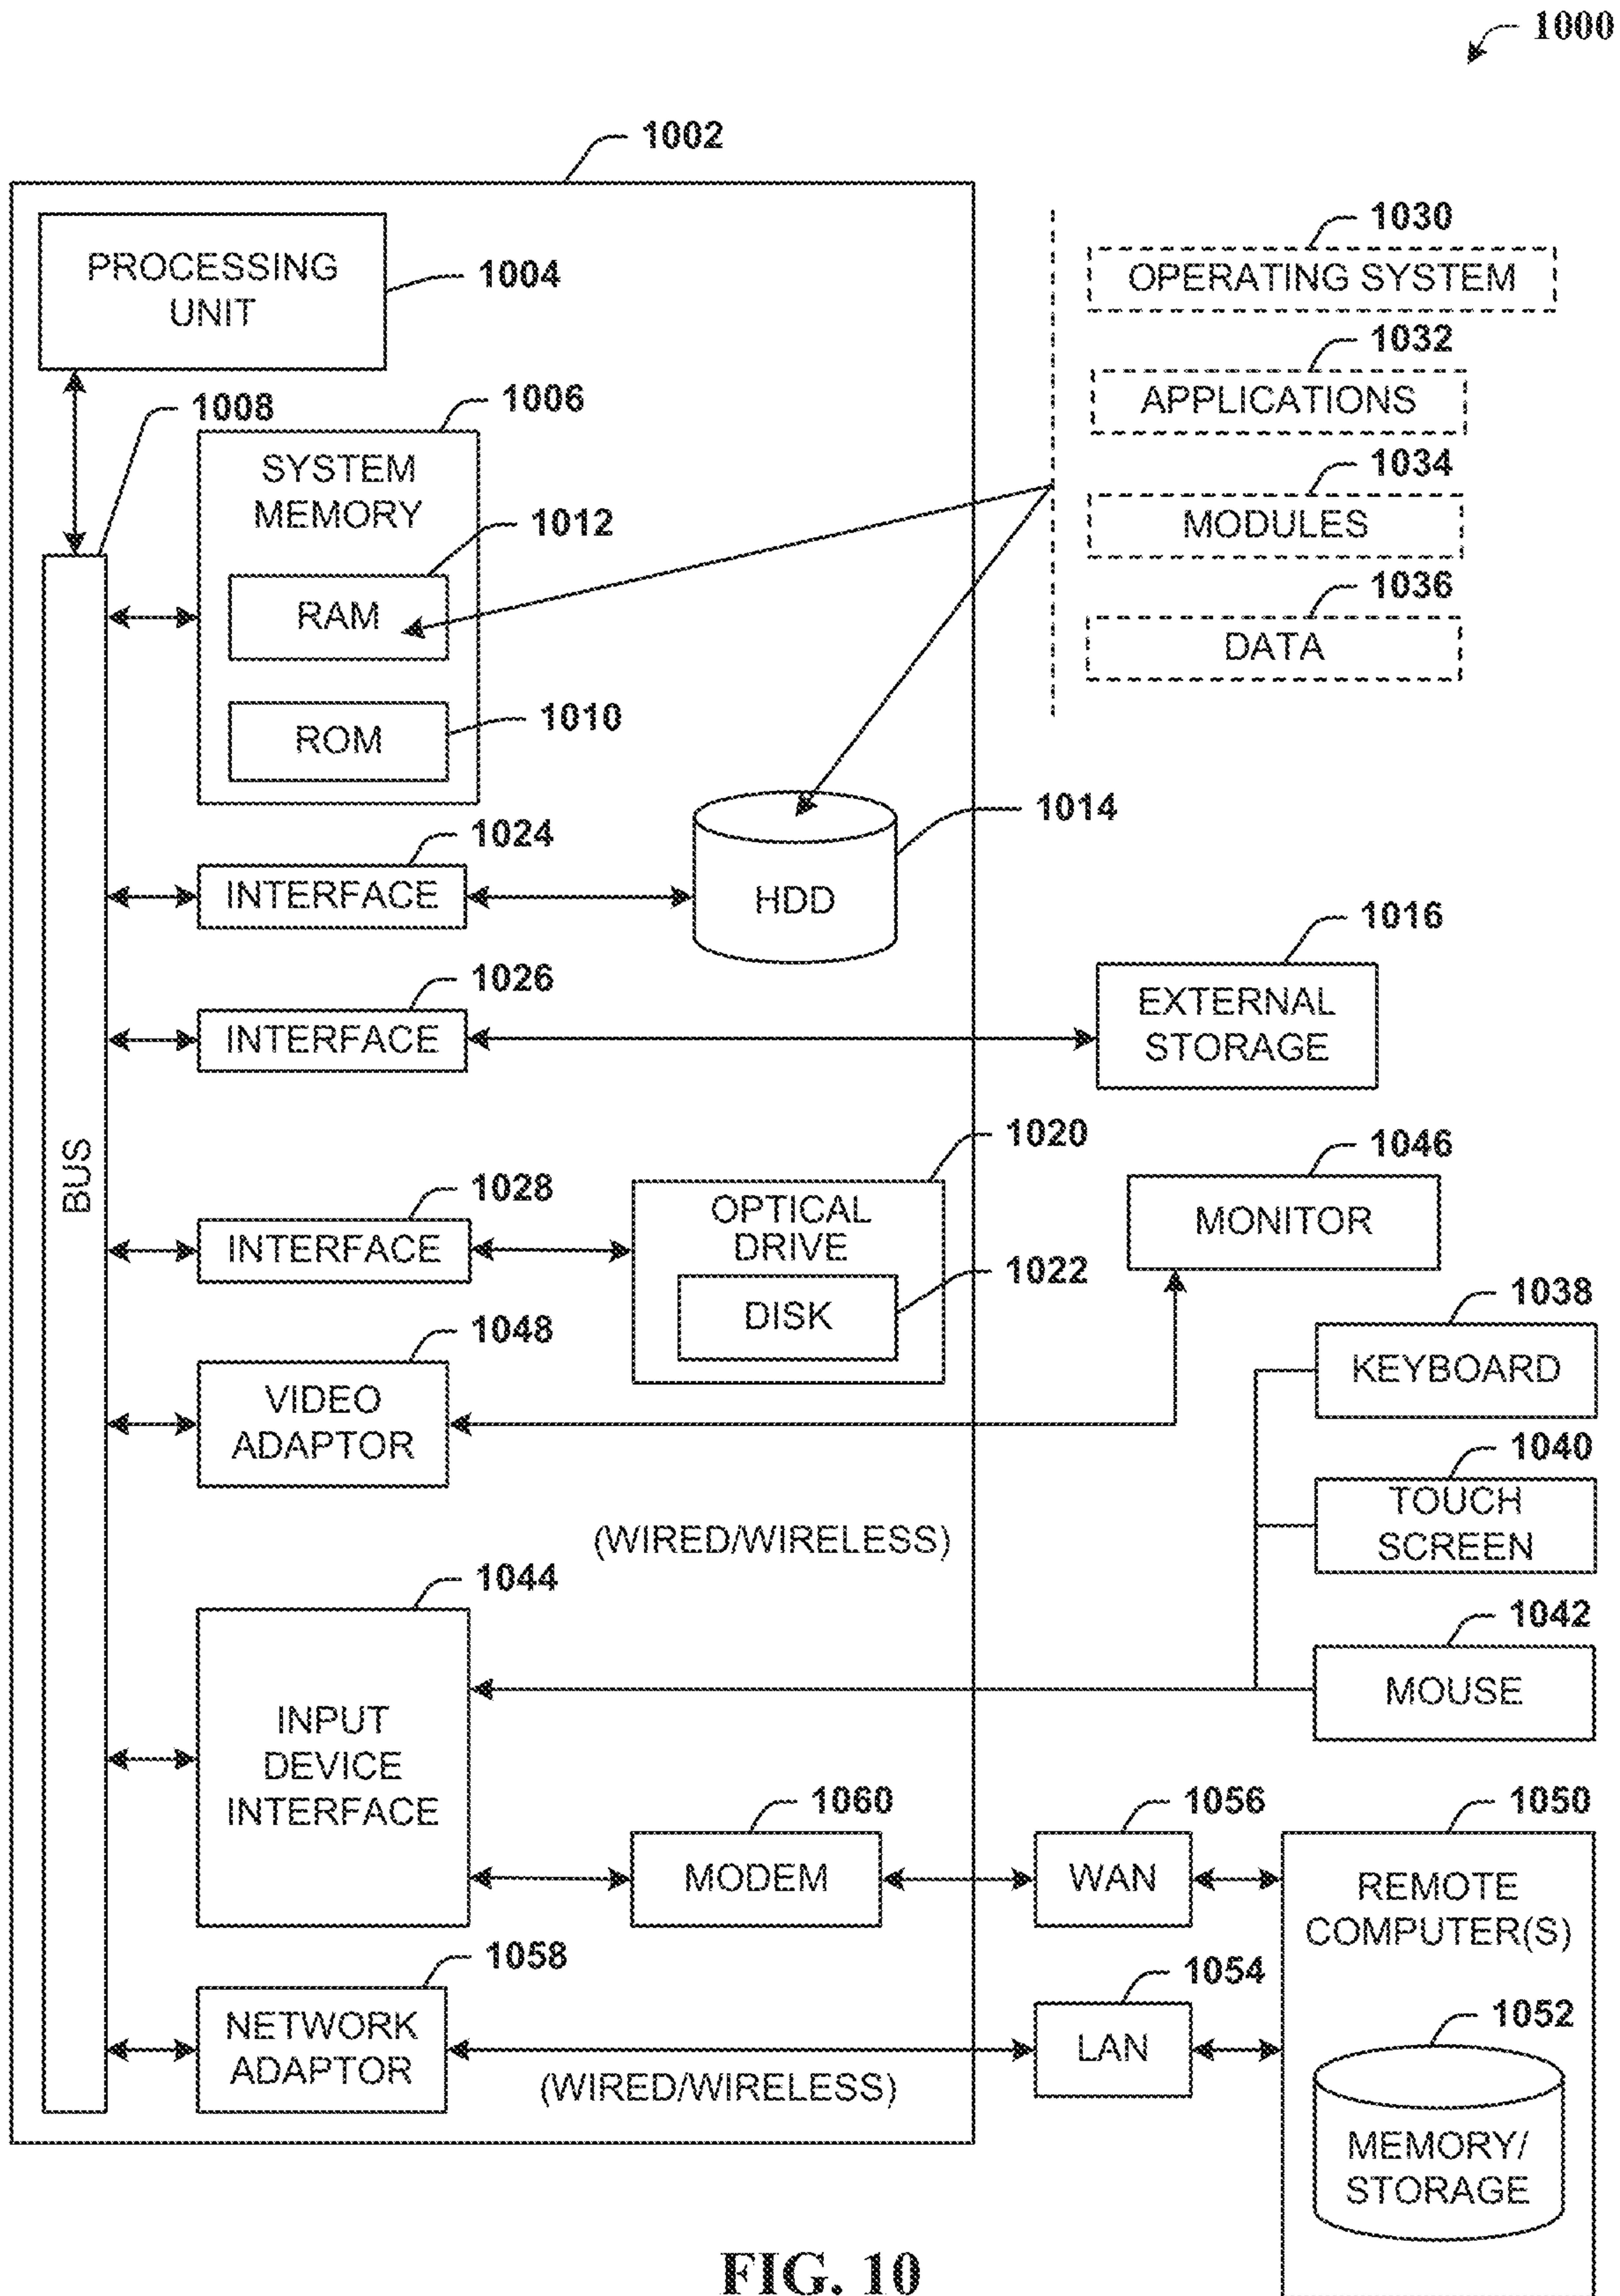 1000
1002
PROCESSING
UNIT
1004
1030
OPERATING SYSTEM
1032
APPLICATIONS
1034
MODULES
1036
DATA
1008
1006
SYSTEM
MEMORY
1012
RAM
1010
ROM
1024
INTERFACE
1014
HDD
1026
INTERFACE
1016
EXTERNAL
STORAGE
BUS
1028
INTERFACE
1020
OPTICAL
DRIVE
1022
DISK
1046
MONITOR
1048
VIDEO
ADAPTOR
1038
KEYBOARD
1040
TOUCH
SCREEN
(WIRED/WIRELESS)
1044
INPUT
DEVICE
INTERFACE
1042
MOUSE
1060
MODEM
1056
WAN
1050
REMOTE
COMPUTER(S)
1058
NETWORK
ADAPTOR
(WIRED/WIRELESS)
1054
LAN
1052
MEMORY/
STORAGE
FIG. 10